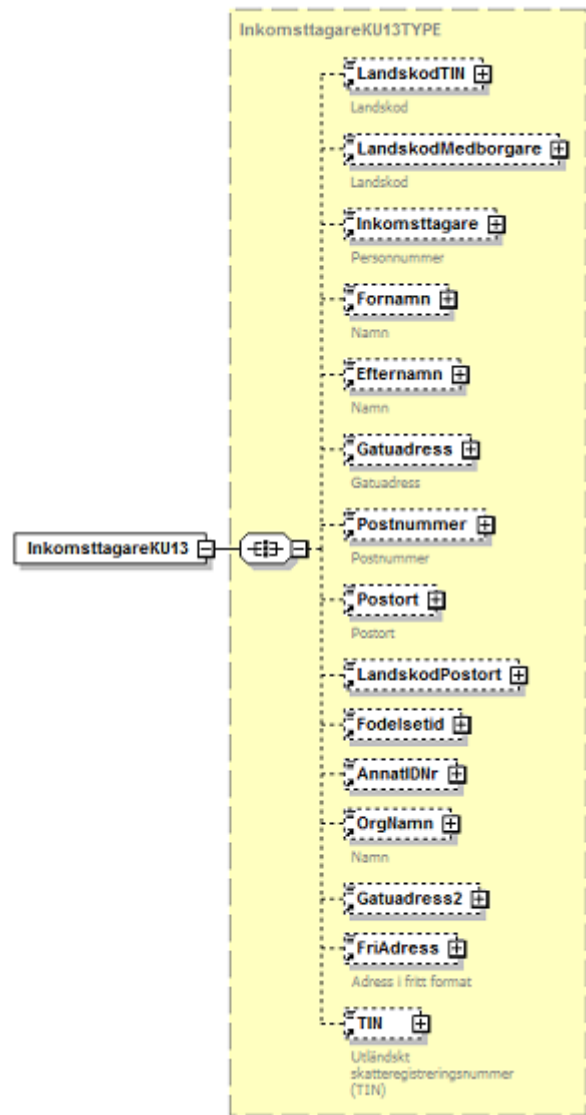 InkomsttagareKU13TYPE
LandskodTIN
Landskod
LandskodMedborgare
Landskod
Inkomsttagare
Personnummer
Fornamn
Namn
Efternamn
Namn
Gatuadress
Gatuadress
InkomsttagareKU13
Postnummer
Postnummer
Postort
Postort
LandskodPostort
Fodelsetid
AnnatIDNr
OrgNamn
Namn
Gatuadress2
FriAdress
Adress i fritt format
TIN
Utländskt
skatteregistreringsnummer
(TIN)